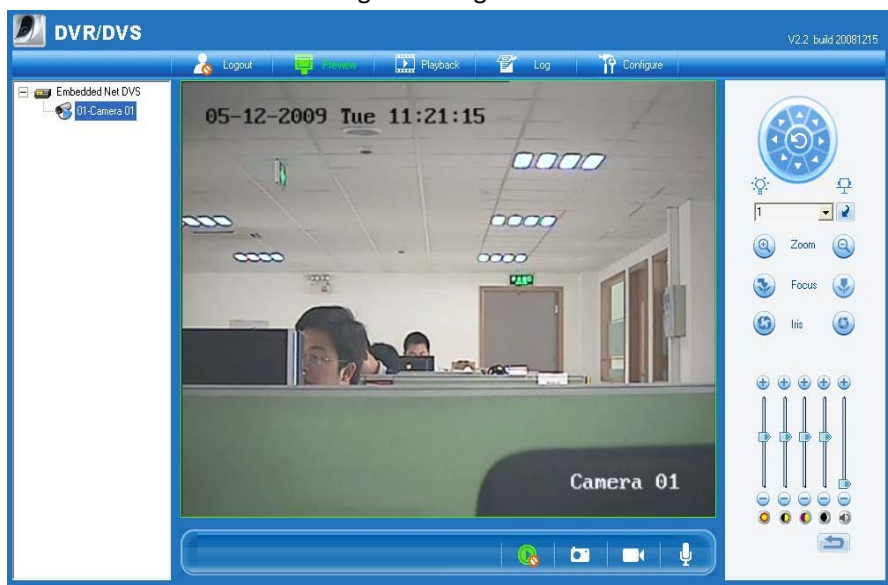 DVR/DVS
V2.2 build 20081215
Logout
Preview
Playback
Log
Configure
Embedded Net DVS
01-Camera 01
05-12-2009 Tue 11:21:15
Camera 01
1
Zoom
Focus
Iris